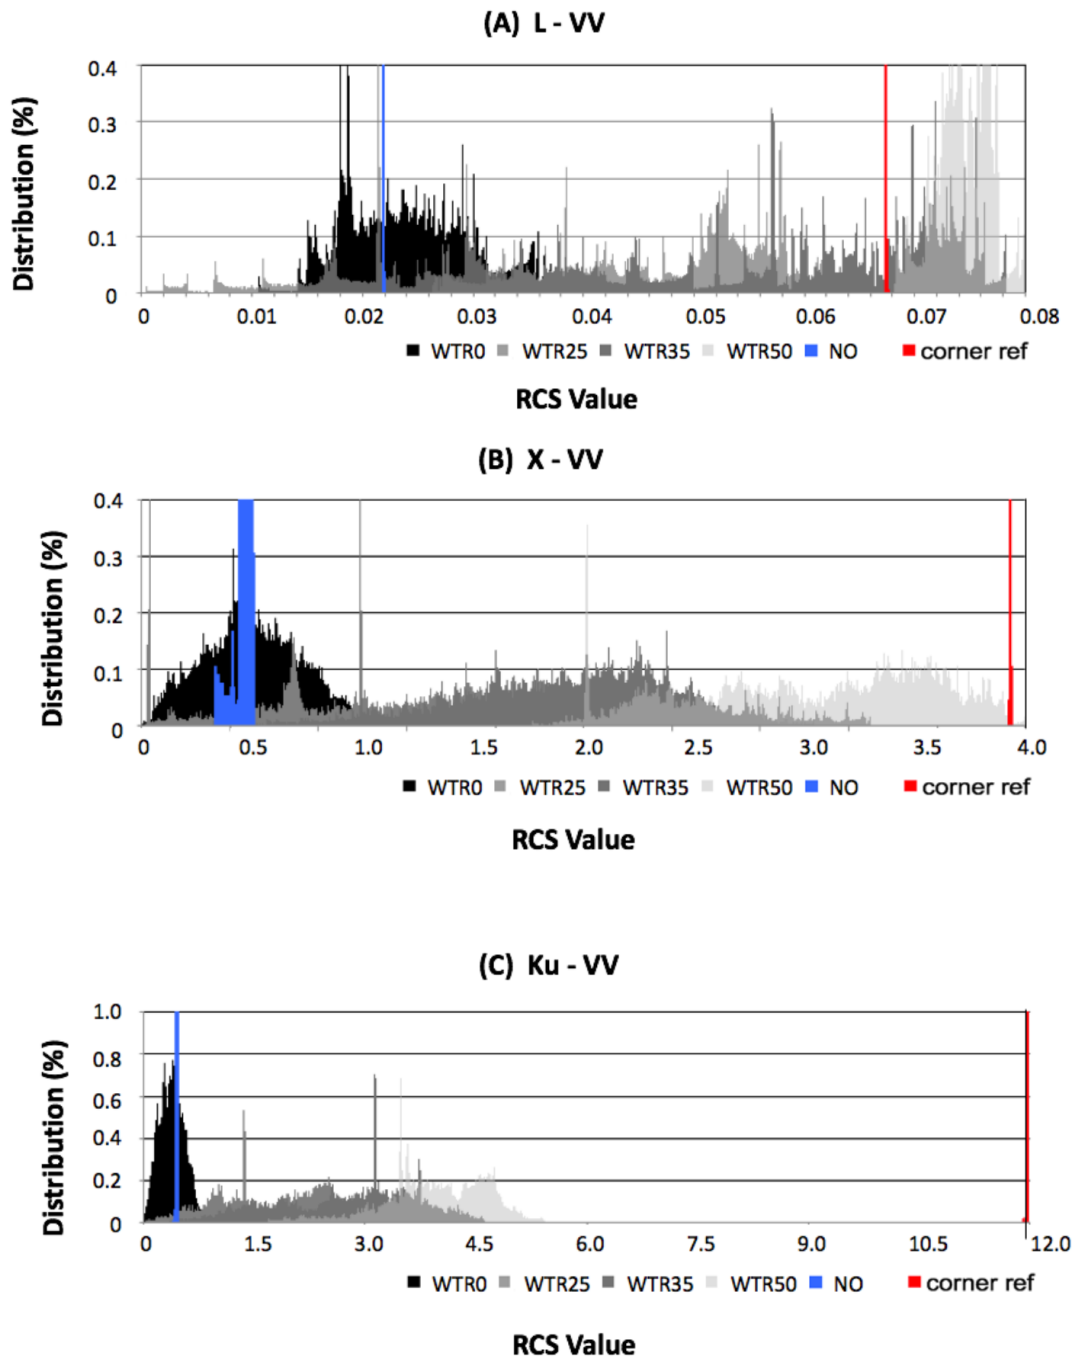 (A) L - VV
Distribution (%)
0.4
0.3
0.2
0.1
0
0 0.01 0.02 0.03 0.04 0.05 0.06 0.07 0.08
WTR0 WTR25 WTR35 WTR50 NO corner ref
RCS Value
(B) X - VV
Distribution (%)
0.4
0.3
0.2
0.1
0
0 0.5 1.0 1.5 2.0 2.5 3.0 3.5 4.0
WTR0 WTR25 WTR35 WTR50 NO corner ref
RCS Value
(C) Ku - VV
Distribution (%)
1.0
0.8
0.6
0.4
0.2
0
0 1.5 3.0 4.5 6.0 7.5 9.0 10.5 12.0
WTR0 WTR25 WTR35 WTR50 NO corner ref
RCS Value